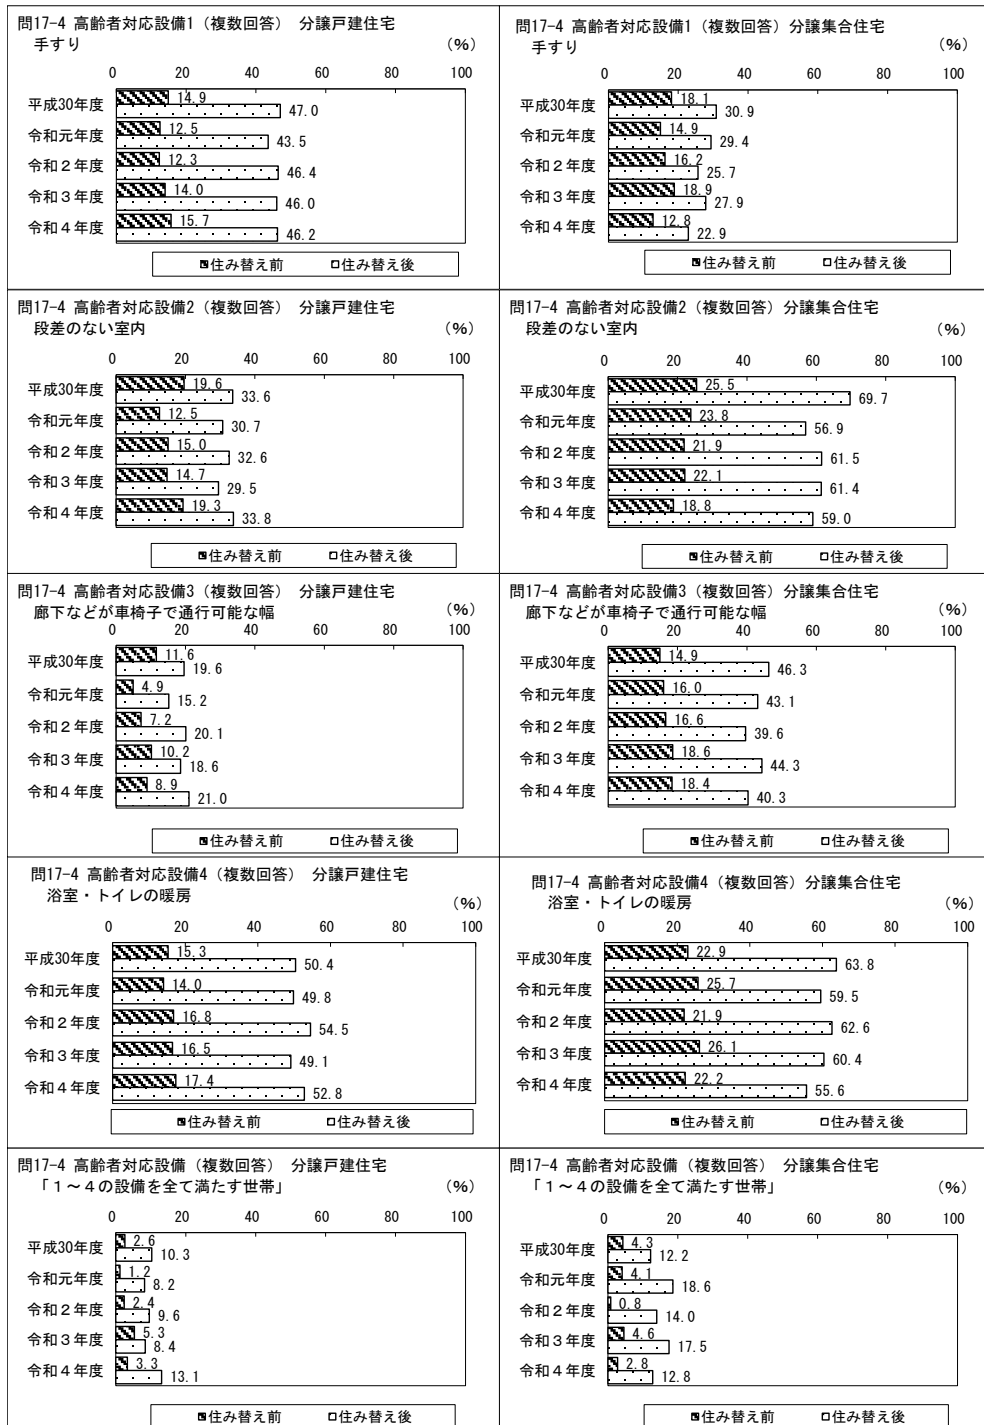 問17-4 高齢者対応設備1（複数回答）　分譲戸建住宅
手すり
(%)
0 20 40 60 80 100
平成30年度 14.9 47.0
令和元年度 12.5 43.5
令和２年度 12.3 46.4
令和３年度 14.0 46.0
令和４年度 15.7 46.2
住み替え前 住み替え後
問17-4 高齢者対応設備1（複数回答）分譲集合住宅
手すり
(%)
0 20 40 60 80 100
平成30年度 18.1 30.9
令和元年度 14.9 29.4
令和２年度 16.2 25.7
令和３年度 18.9 27.9
令和４年度 12.8 22.9
住み替え前 住み替え後
問17-4 高齢者対応設備2（複数回答）　分譲戸建住宅
段差のない室内
(%)
0 20 40 60 80 100
平成30年度 19.6 33.6
令和元年度 12.5 30.7
令和２年度 15.0 32.6
令和３年度 14.7 29.5
令和４年度 19.3 33.8
住み替え前 住み替え後
問17-4 高齢者対応設備2（複数回答）分譲集合住宅
段差のない室内
(%)
0 20 40 60 80 100
平成30年度 25.5 69.7
令和元年度 23.8 56.9
令和２年度 21.9 61.5
令和３年度 22.1 61.4
令和４年度 18.8 59.0
住み替え前 住み替え後
問17-4 高齢者対応設備3（複数回答）　分譲戸建住宅
廊下などが車椅子で通行可能な幅
(%)
0 20 40 60 80 100
平成30年度 11.6 19.6
令和元年度 4.9 15.2
令和２年度 7.2 20.1
令和３年度 10.2 18.6
令和４年度 8.9 21.0
住み替え前 住み替え後
問17-4 高齢者対応設備3（複数回答）分譲集合住宅
廊下などが車椅子で通行可能な幅
(%)
0 20 40 60 80 100
平成30年度 14.9 46.3
令和元年度 16.0 43.1
令和２年度 16.6 39.6
令和３年度 18.6 44.3
令和４年度 18.4 40.3
住み替え前 住み替え後
問17-4 高齢者対応設備4（複数回答）　分譲戸建住宅
浴室・トイレの暖房
(%)
0 20 40 60 80 100
平成30年度 15.3 50.4
令和元年度 14.0 49.8
令和２年度 16.8 54.5
令和３年度 16.5 49.1
令和４年度 17.4 52.8
住み替え前 住み替え後
問17-4 高齢者対応設備4（複数回答）分譲集合住宅
浴室・トイレの暖房
(%)
0 20 40 60 80 100
平成30年度 22.9 63.8
令和元年度 25.7 59.5
令和２年度 21.9 62.6
令和３年度 26.1 60.4
令和４年度 22.2 55.6
住み替え前 住み替え後
問17-4 高齢者対応設備（複数回答）　分譲戸建住宅
「１～４の設備を全て満たす世帯」
(%)
0 20 40 60 80 100
平成30年度 2.6 10.3
令和元年度 1.2 8.2
令和２年度 2.4 9.6
令和３年度 5.3 8.4
令和４年度 3.3 13.1
住み替え前 住み替え後
問17-4 高齢者対応設備（複数回答）　分譲集合住宅
「１～４の設備を全て満たす世帯」
(%)
0 20 40 60 80 100
平成30年度 4.3 12.2
令和元年度 4.1 18.6
令和２年度 0.8 14.0
令和３年度 4.6 17.5
令和４年度 2.8 12.8
住み替え前 住み替え後